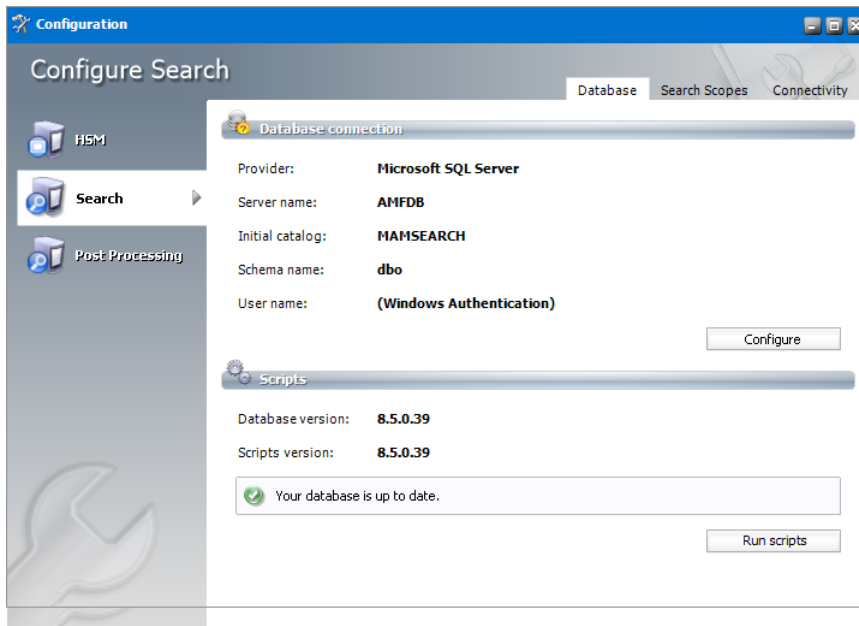 Configuration
Configure Search
Database Search Scopes Connectivity
HSM
Search
Post Processing
Database connection
Provider: Microsoft SQL Server
Server name: AMFDB
Initial catalog: MAMSEARCH
Schema name: dbo
User name: (Windows Authentication)
Configure
Scripts
Database version: 8.5.0.39
Scripts version: 8.5.0.39
Your database is up to date.
Run scripts